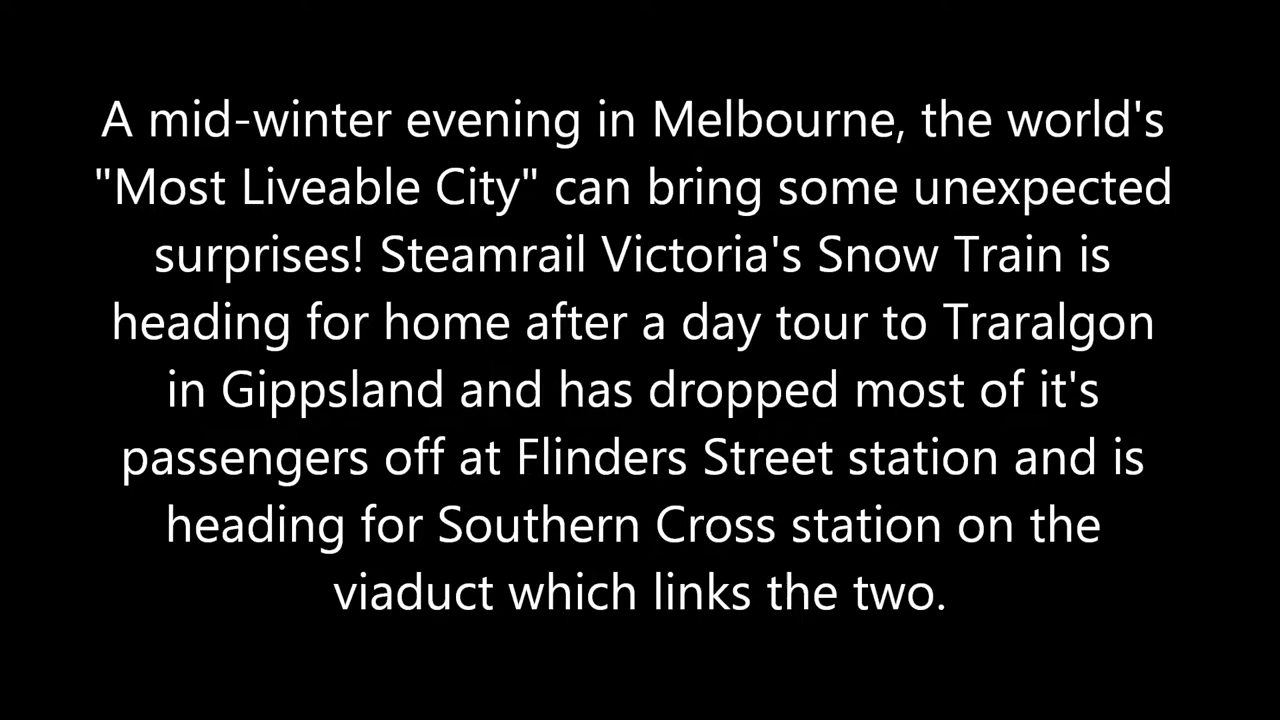 A mid-winter evening in Melbourne, the world's
"Most Liveable City" can bring some unexpected
surprises! Steamrail Victoria's Snow Train is
heading for home after a day tour to Traralgon
in Gippsland and has dropped most of it's
passengers off at Flinders Street station and is
heading for Southern Cross station on the
viaduct which links the two.